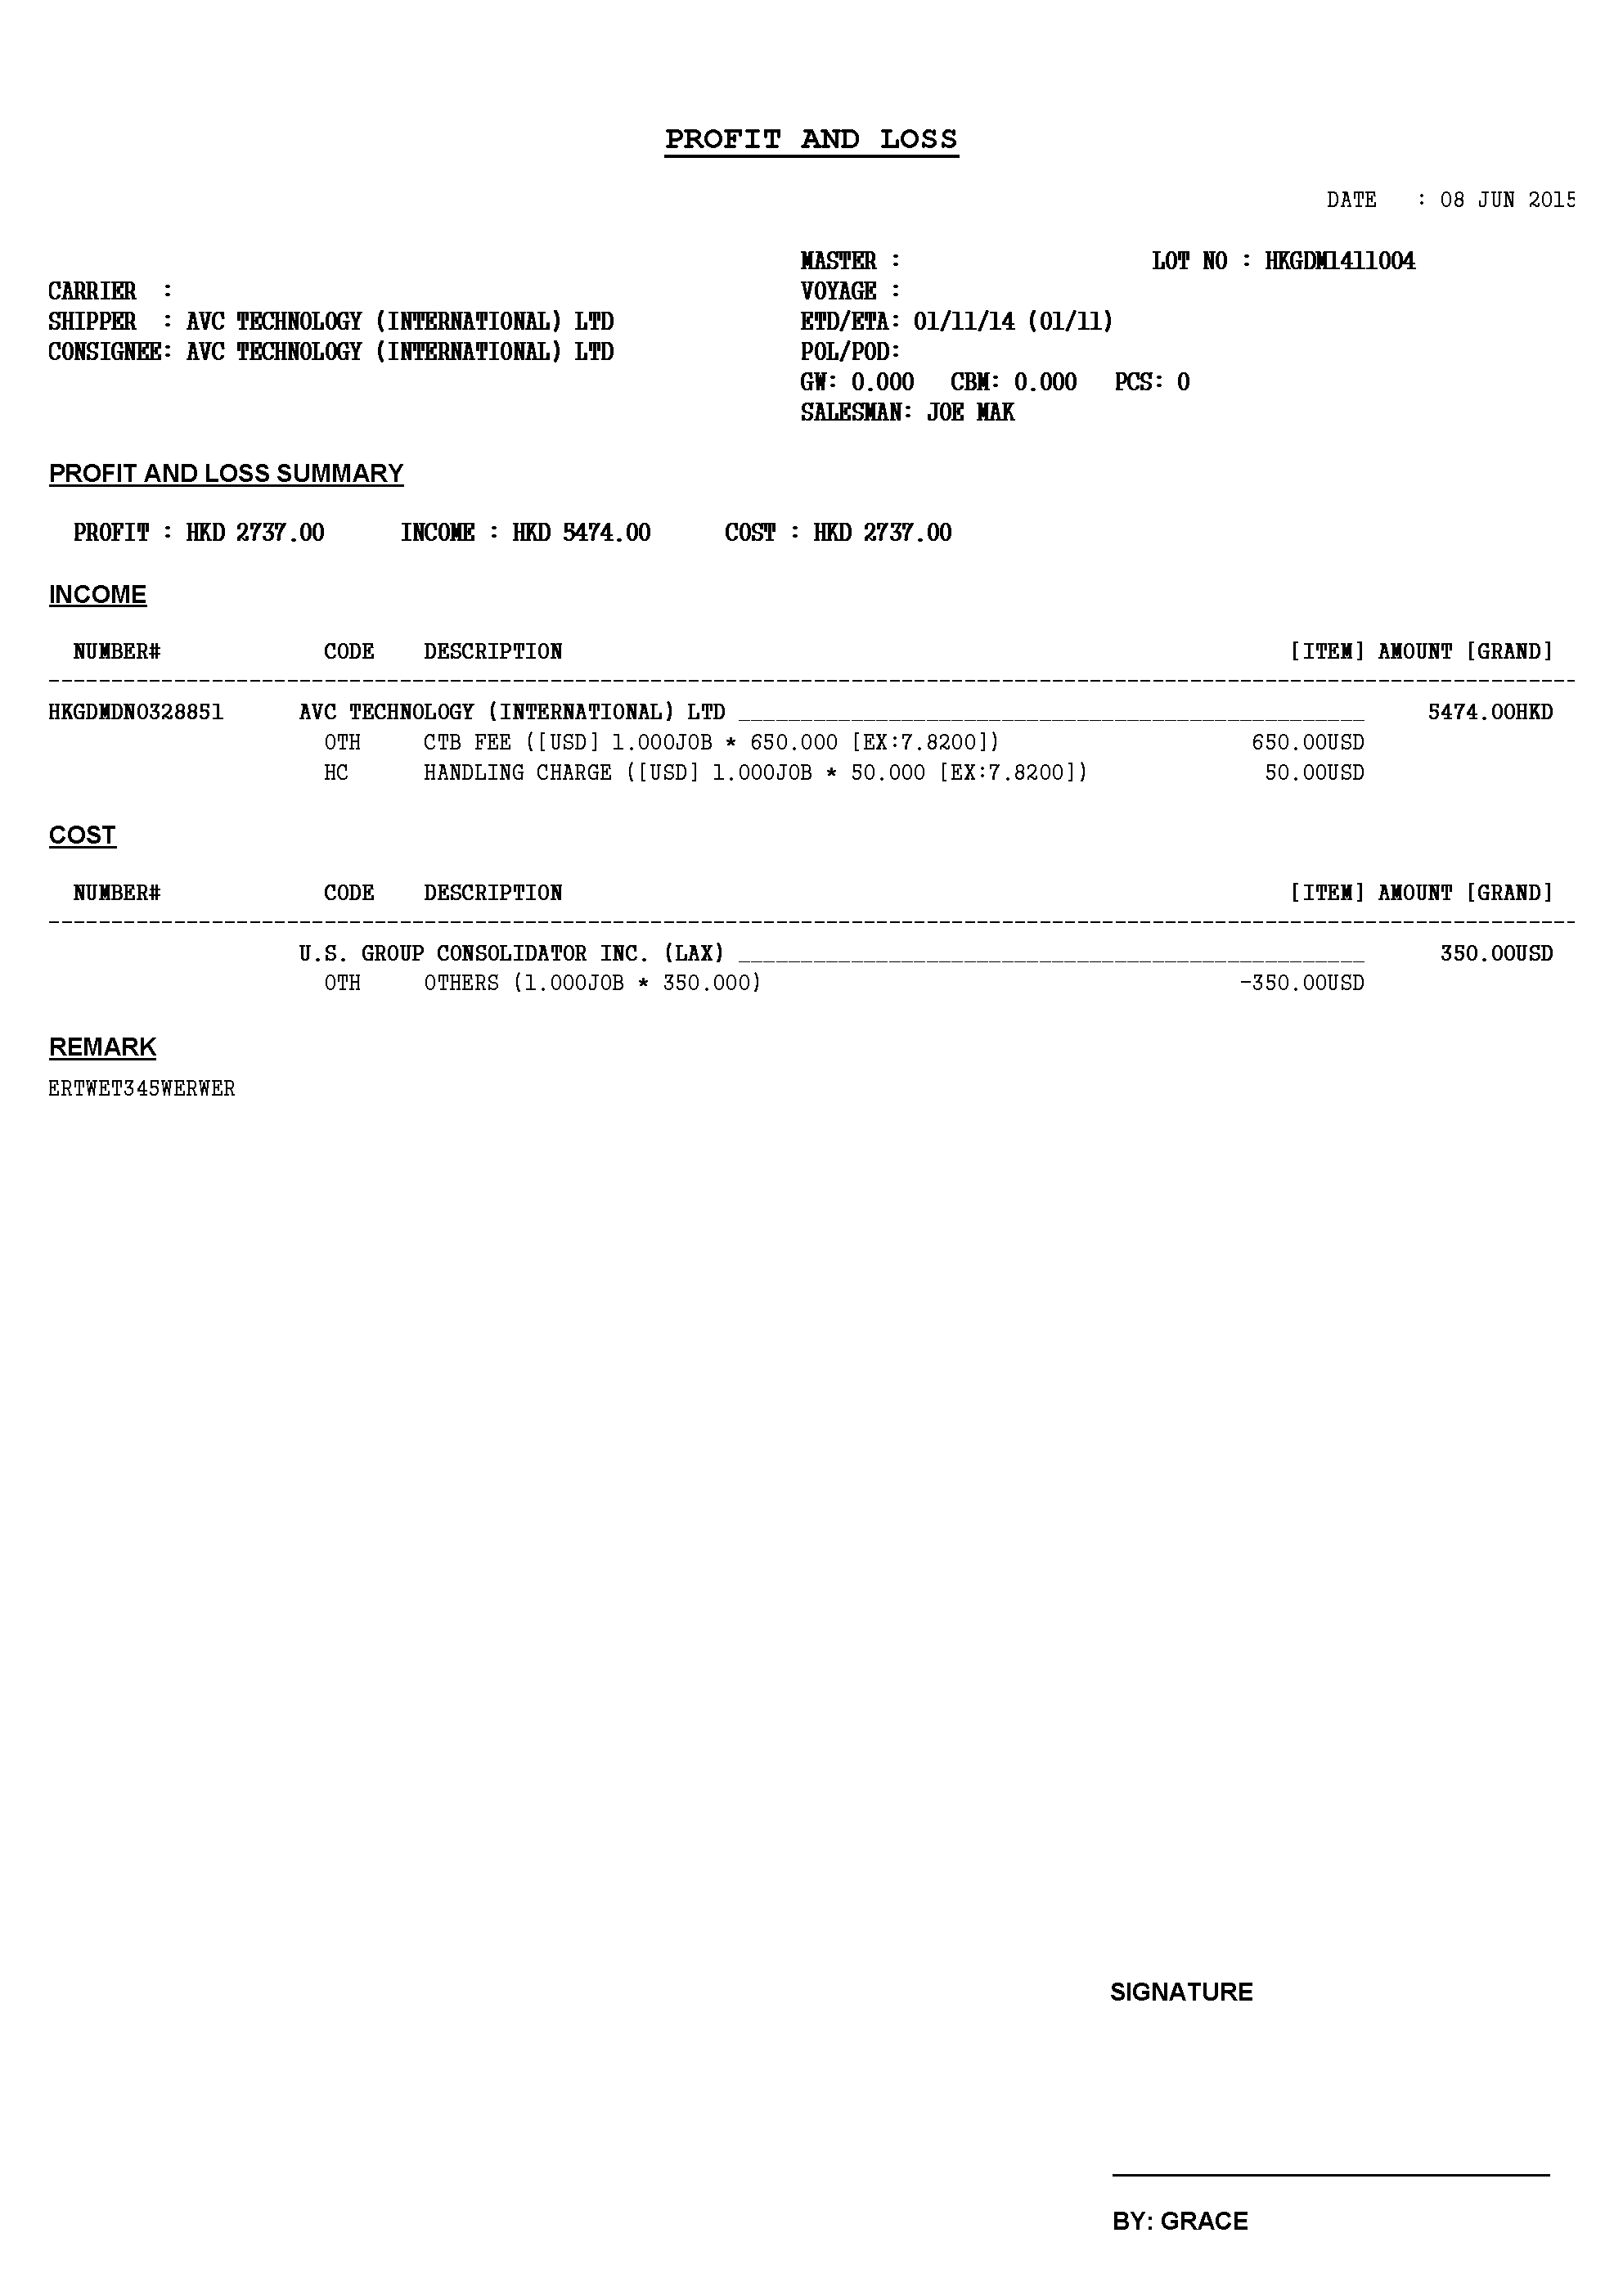 PROFIT AND LOSS
DATE : 08 JUN 2015
MASTER : LOT NO : HKGDM1411004
CARRIER : VOYAGE :
SHIPPER : AVC TECHNOLOGY (INTERNATIONAL) LTD ETD/ETA: 01/11/14 (01/11)
CONSIGNEE: AVC TECHNOLOGY (INTERNATIONAL) LTD POL/POD:
GW: 0.000 CBM: 0.000 PCS: 0
SALESMAN: JOE MAK
PROFIT AND LOSS SUMMARY
PROFIT : HKD 2737.00 INCOME : HKD 5474.00 COST : HKD 2737.00
INCOME
NUMBER# CODE DESCRIPTION [ITEM] AMOUNT [GRAND]
HKGDMDN0328851 AVC TECHNOLOGY (INTERNATIONAL) LTD 5474.00HKD
OTH CTB FEE ([USD] 1.000JOB * 650.000 [EX:7.8200]) 650.00USD
HC HANDLING CHARGE ([USD] 1.000JOB * 50.000 [EX:7.8200]) 50.00USD
COST
NUMBER# CODE DESCRIPTION [ITEM] AMOUNT [GRAND]
U.S. GROUP CONSOLIDATOR INC. (LAX) 350.00USD
OTH OTHERS (1.000JOB * 350.000) -350.00USD
REMARK
ERTWET345WERWER
SIGNATURE
BY: GRACE